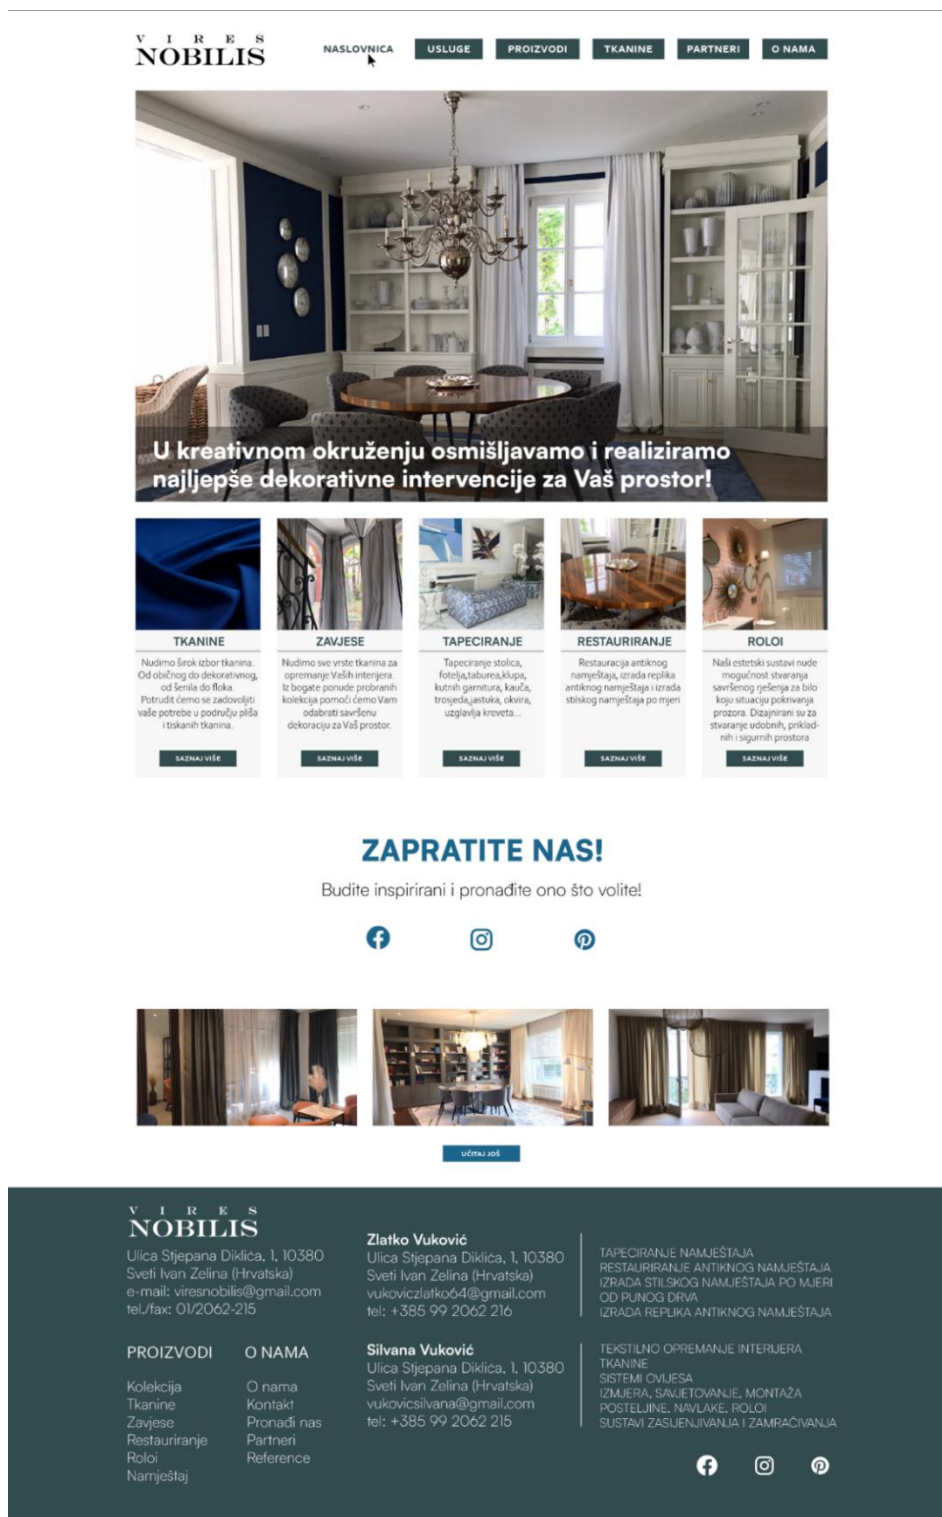 VIRES
NOBILIS
NASLOVNICA
USLUGE
PROIZVODI
TKANINE
PARTNERI
O NAMA
U kreativnom okruženju osmišljavamo i realiziramo
najljepše dekorativne intervencije za Vaš prostor!
TKANINE
Nudimo širok izbor tkanina.
Od običnog do dekorativnog,
od šenila do floka.
Potrudit ćemo se zadovoljiti
vaše potrebe u području pliša
i tiskanih tkanina.
SAZNAJ VIŠE
ZAVJESE
Nudimo sve vrste tkanina za
opremanje Vaših interijera.
Iz bogate ponude probranih
kolekcija pomoći ćemo Vam
odabrati savršenu
dekoraciju za Vaš prostor.
SAZNAJ VIŠE
TAPECIRANJE
Tapeciranje stolica,
fotelja,taburea,klupa,
kutnih garnitura, kauča,
trosjeda,jastuka, okvira,
uzglavlja kreveta...
SAZNAJ VIŠE
RESTAURIRANJE
Restauracija antiknog
namještaja, izrada replika
antiknog namještaja i izrada
stilskog namještaja po mjeri
SAZNAJ VIŠE
ROLOI
Naši estetski sustavi nude
mogućnost stvaranja
savršenog rješenja za bilo
koju situaciju pokrivanja
prozora. Dizajnirani su za
stvaranje udobnih, priklad-
nih i sigurnih prostora
SAZNAJ VIŠE
ZAPRATITE NAS!
Budite inspirirani i pronađite ono što volite!
UČITAJ JOŠ
VIRES
NOBILIS
Ulica Stjepana Diklića, 1, 10380
Sveti Ivan Zelina (Hrvatska)
e-mail: viresnobilis@gmail.com
tel./fax: 01/2062-215
PROIZVODI
Kolekcija
Tkanine
Zavjese
Restauriranje
Roloi
Namještaj
O NAMA
O nama
Kontakt
Pronađi nas
Partneri
Reference
Zlatko Vuković
Ulica Stjepana Diklića, 1, 10380
Sveti Ivan Zelina (Hrvatska)
vukoviczlatko64@gmail.com
tel: +385 99 2062 216
Silvana Vuković
Ulica Stjepana Diklića, 1, 10380
Sveti Ivan Zelina (Hrvatska)
vukovicsilvana@gmail.com
tel: +385 99 2062 215
TAPECIRANJE NAMJEŠTAJA
RESTAURIRANJE ANTIKNOG NAMJEŠTAJA
IZRADA STILSKOG NAMJEŠTAJA PO MJERI
OD PUNOG DRVA
IZRADA REPLIKA ANTIKNOG NAMJEŠTAJA
TEKSTILNO OPREMANJE INTERIJERA
TKANINE
SISTEMI OVIJESA
IZMJERA, SAVJETOVANJE, MONTAŽA
POSTELJINE, NAVLAKE, ROLOI
SUSTAVI ZASJENJIVANJA I ZAMRAČIVANJA